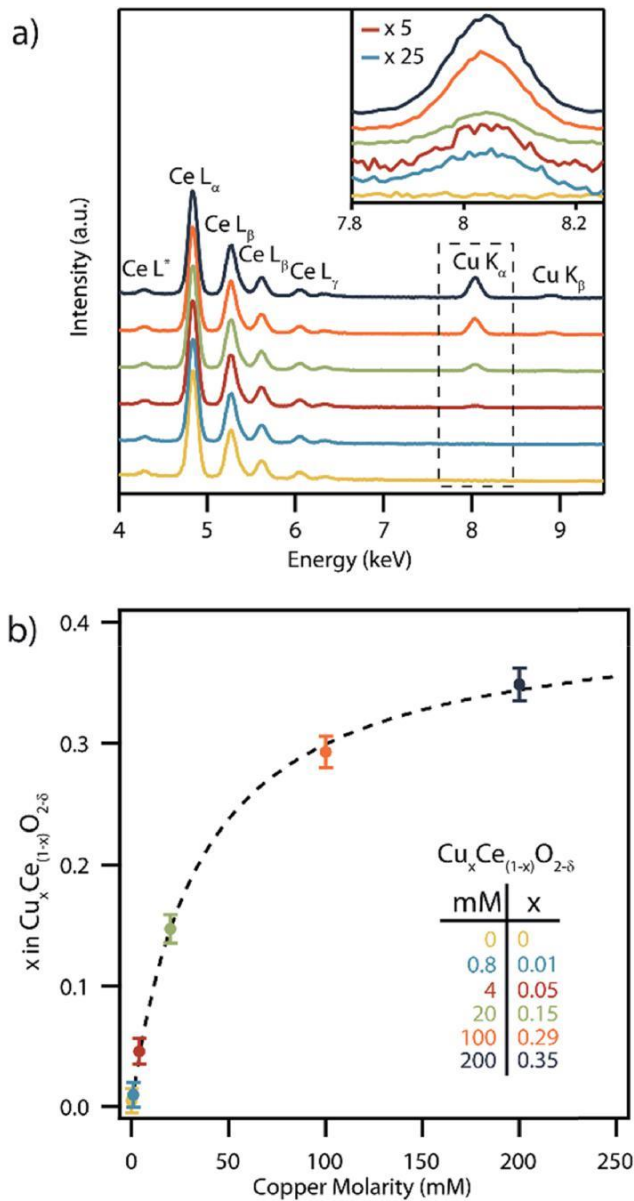 a)
x 5
x 25
7.8 8 8.2
Ce L* Ce Lα Ce Lβ Ce Lβ Ce Lγ Cu Kα Cu Kβ
Intensity (a.u.)
4 5 6 7 8 9
Energy (keV)
b)
0.4
0.3
0.2
0.1
0.0
x in CuxCe(1-x)O2-δ
CuxCe(1-x)O2-δ
mM x
0 0
0.8 0.01
4 0.05
20 0.15
100 0.29
200 0.35
0 50 100 150 200 250
Copper Molarity (mM)